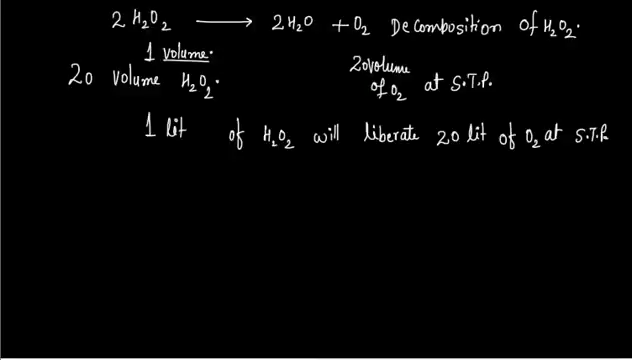 2 H₂O₂ ⟶ 2H₂O + O₂ Decomposition of H₂O₂.
1 volume.
20 volume H₂O₂. 20volume of O₂ at S.T.P.
1 lit of H₂O₂ will liberate 20 lit of O₂ at S.T.P.